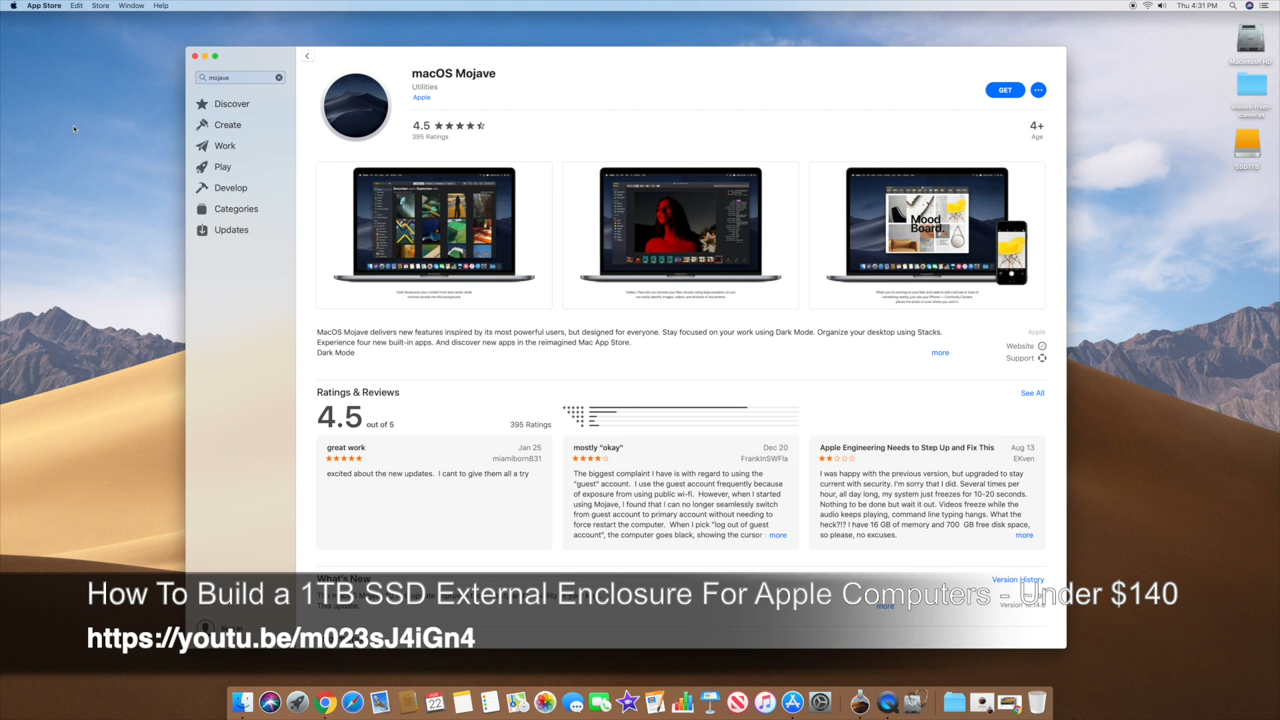 App Store Edit Store Window Help
Thu 4:31 PM
Macintosh HD
SSD1TB
mojave
Discover
Create
Work
Play
Develop
Categories
Updates
macOS Mojave
Utilities
Apple
GET
4.5
395 Ratings
4+
Age
Mood
Board.
MacOS Mojave delivers new features inspired by its most powerful users, but designed for everyone. Stay focused on your work using Dark Mode. Organize your desktop using Stacks.
Experience four new built-in apps. And discover new apps in the reimagined Mac App Store.
Dark Mode
more
Apple
Website
Support
Ratings & Reviews
See All
4.5 out of 5
395 Ratings
great work
Jan 25
miamiborn831
excited about the new updates. I cant to give them all a try
mostly "okay"
Dec 20
FrankInSWFla
The biggest complaint I have is with regard to using the
"guest" account. I use the guest account frequently because
of exposure from using public wi-fi. However, when I started
using Mojave, I found that I can no longer seamlessly switch
from guest account to primary account without needing to
force restart the computer. When I pick "log out of guest
account", the computer goes black, showing the cursor
more
Apple Engineering Needs to Step Up and Fix This
Aug 13
EKven
I was happy with the previous version, but upgraded to stay
current with security. I'm sorry that I did. Several times per
hour, all day long, my system just freezes for 10-20 seconds.
Nothing to be done but wait it out. Videos freeze while the
audio keeps playing, command line typing hangs. What the
heck?!? I have 16 GB of memory and 700 GB free disk space,
so please, no excuses.
more
What's New
Version History
How To Build a 1TB SSD External Enclosure For Apple Computers - Under $140
more
https://youtu.be/m023sJ4iGn4
22